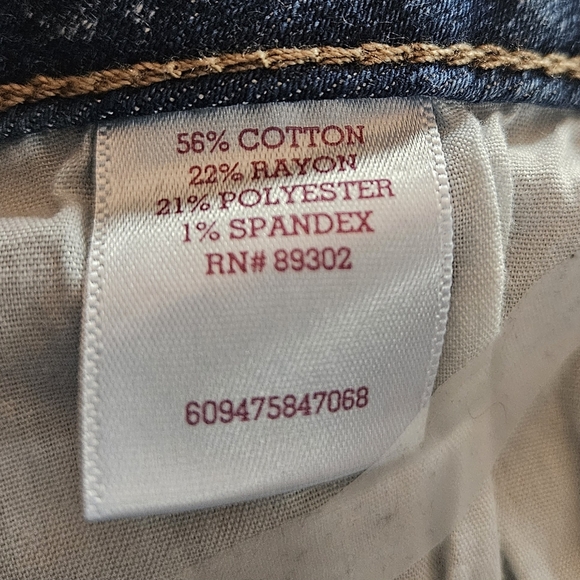 56% COTTON
22% RAYON
21% POLYESTER
1% SPANDEX
RN# 89302
609475847068